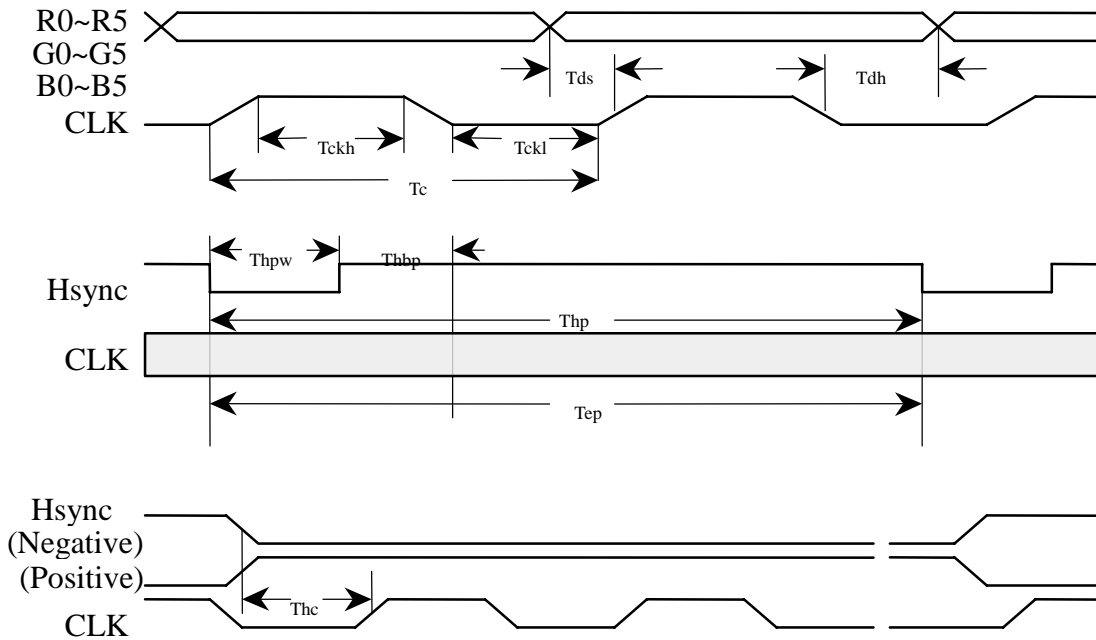 R0~R5
G0~G5
B0~B5
Tds
Tdh
CLK
Tckh
Tckl
Tc
Thpw
Thbp
Hsync
Thp
CLK
Tep
Hsync
(Negative)
(Positive)
Thc
CLK